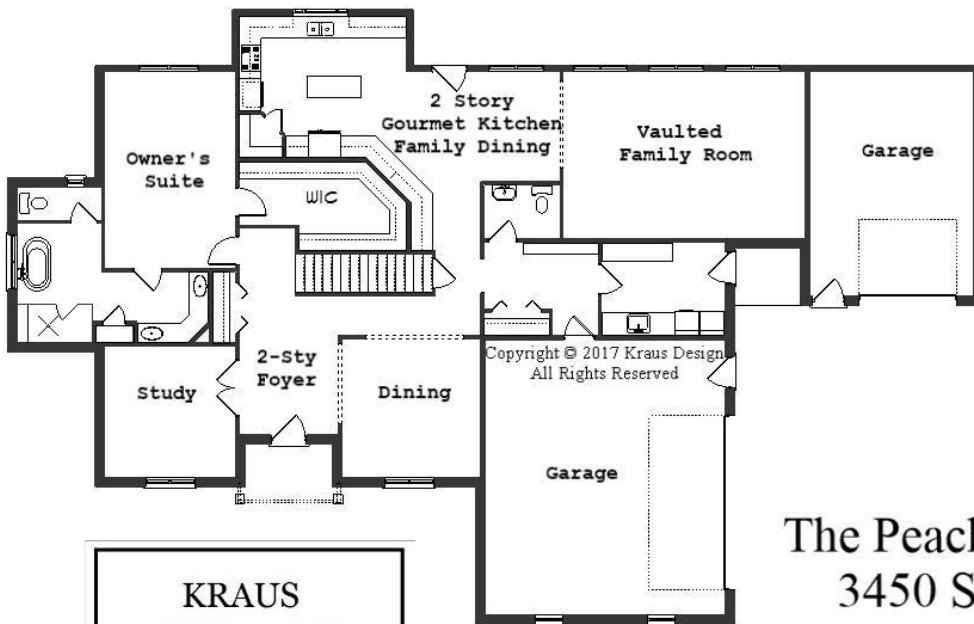 2 Story
Gourmet Kitchen
Family Dining
Vaulted
Family Room
Garage
Owner's
Suite
WIC
Copyright © 2017 Kraus Design
All Rights Reserved
2-Sty
Foyer
Study
Dining
Garage
The Peac
3450 S
KRAUS